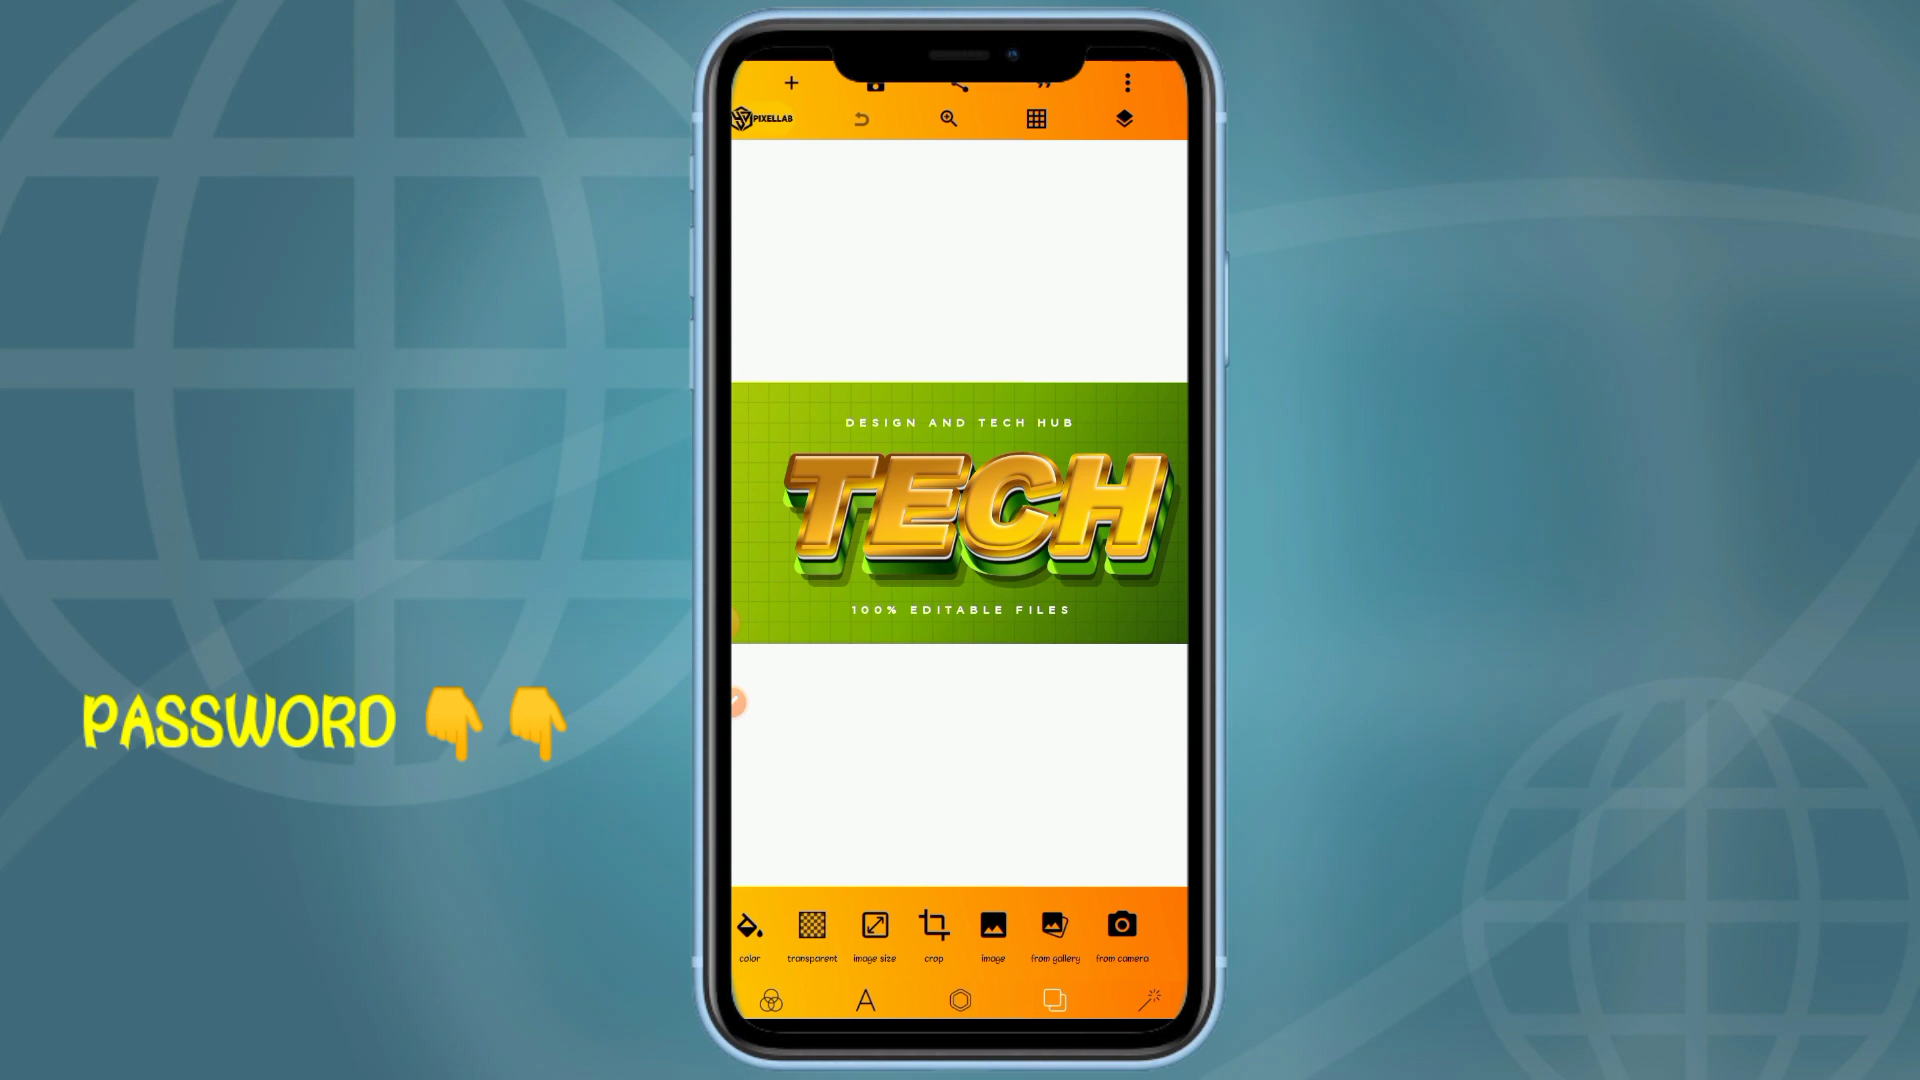 PIXELLAB
DESIGN AND TECH HUB
TECH
100% EDITABLE FILES
PASSWORD 👇👇
color transparent image size crop image from gallery from camera